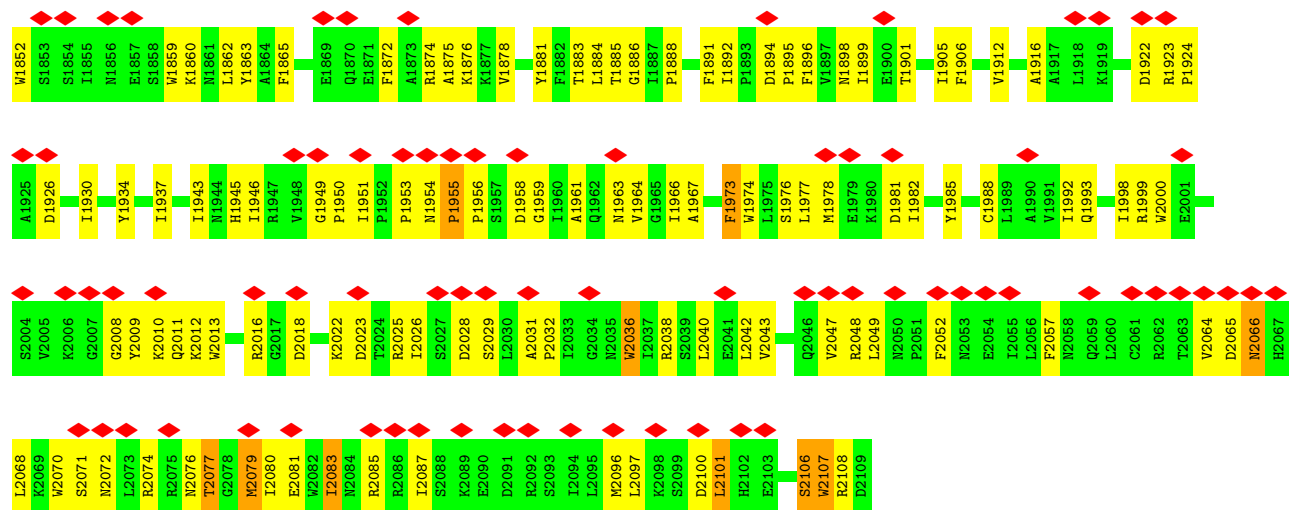 W1852 S1853 S1854 I1855 N1856 E1857 S1858 W1859 K1860 N1861 L1862 Y1863 A1864 F1865 E1869 Q1870 E1871 F1872 A1873 R1874 A1875 K1876 K1877 V1878 Y1881 F1882 T1883 L1884 T1885 G1886 I1887 P1888 F1891 I1892 P1893 D1894 P1895 F1896 V1897 N1898 I1899 E1900 T1901 I1905 F1906 V1912 A1916 A1917 L1918 K1919 D1922 R1923 P1924
A1925 D1926 I1930 Y1934 I1937 I1943 N1944 H1945 I1946 R1947 V1948 G1949 P1950 I1951 P1952 P1953 N1954 P1955 P1956 S1957 D1958 G1959 I1960 A1961 Q1962 N1963 V1964 G1965 I1966 A1967 F1973 W1974 L1975 S1976 L1977 M1978 E1979 K1980 D1981 I1982 Y1985 C1988 L1989 A1990 V1991 I1992 Q1993 I1998 R1999 W2000 E2001
S2004 V2005 K2006 G2007 G2008 Y2009 K2010 Q2011 K2012 W2013 R2016 G2017 D2018 K2022 D2023 T2024 R2025 I2026 S2027 D2028 S2029 L2030 A2031 P2032 I2033 G2034 N2035 W2036 I2037 R2038 S2039 L2040 E2041 L2042 V2043 Q2046 V2047 R2048 L2049 N2050 P2051 F2052 N2053 E2054 I2055 L2056 F2057 N2058 Q2059 L2060 C2061 R2062 T2063 V2064 D2065 N2066 H2067
L2068 K2069 W2070 S2071 N2072 L2073 R2074 R2075 N2076 T2077 G2078 M2079 I2080 E2081 W2082 I2083 N2084 R2085 R2086 I2087 S2088 K2089 E2090 D2091 R2092 S2093 I2094 L2095 M2096 L2097 K2098 S2099 D2100 L2101 H2102 E2103 S2106 W2107 R2108 D2109